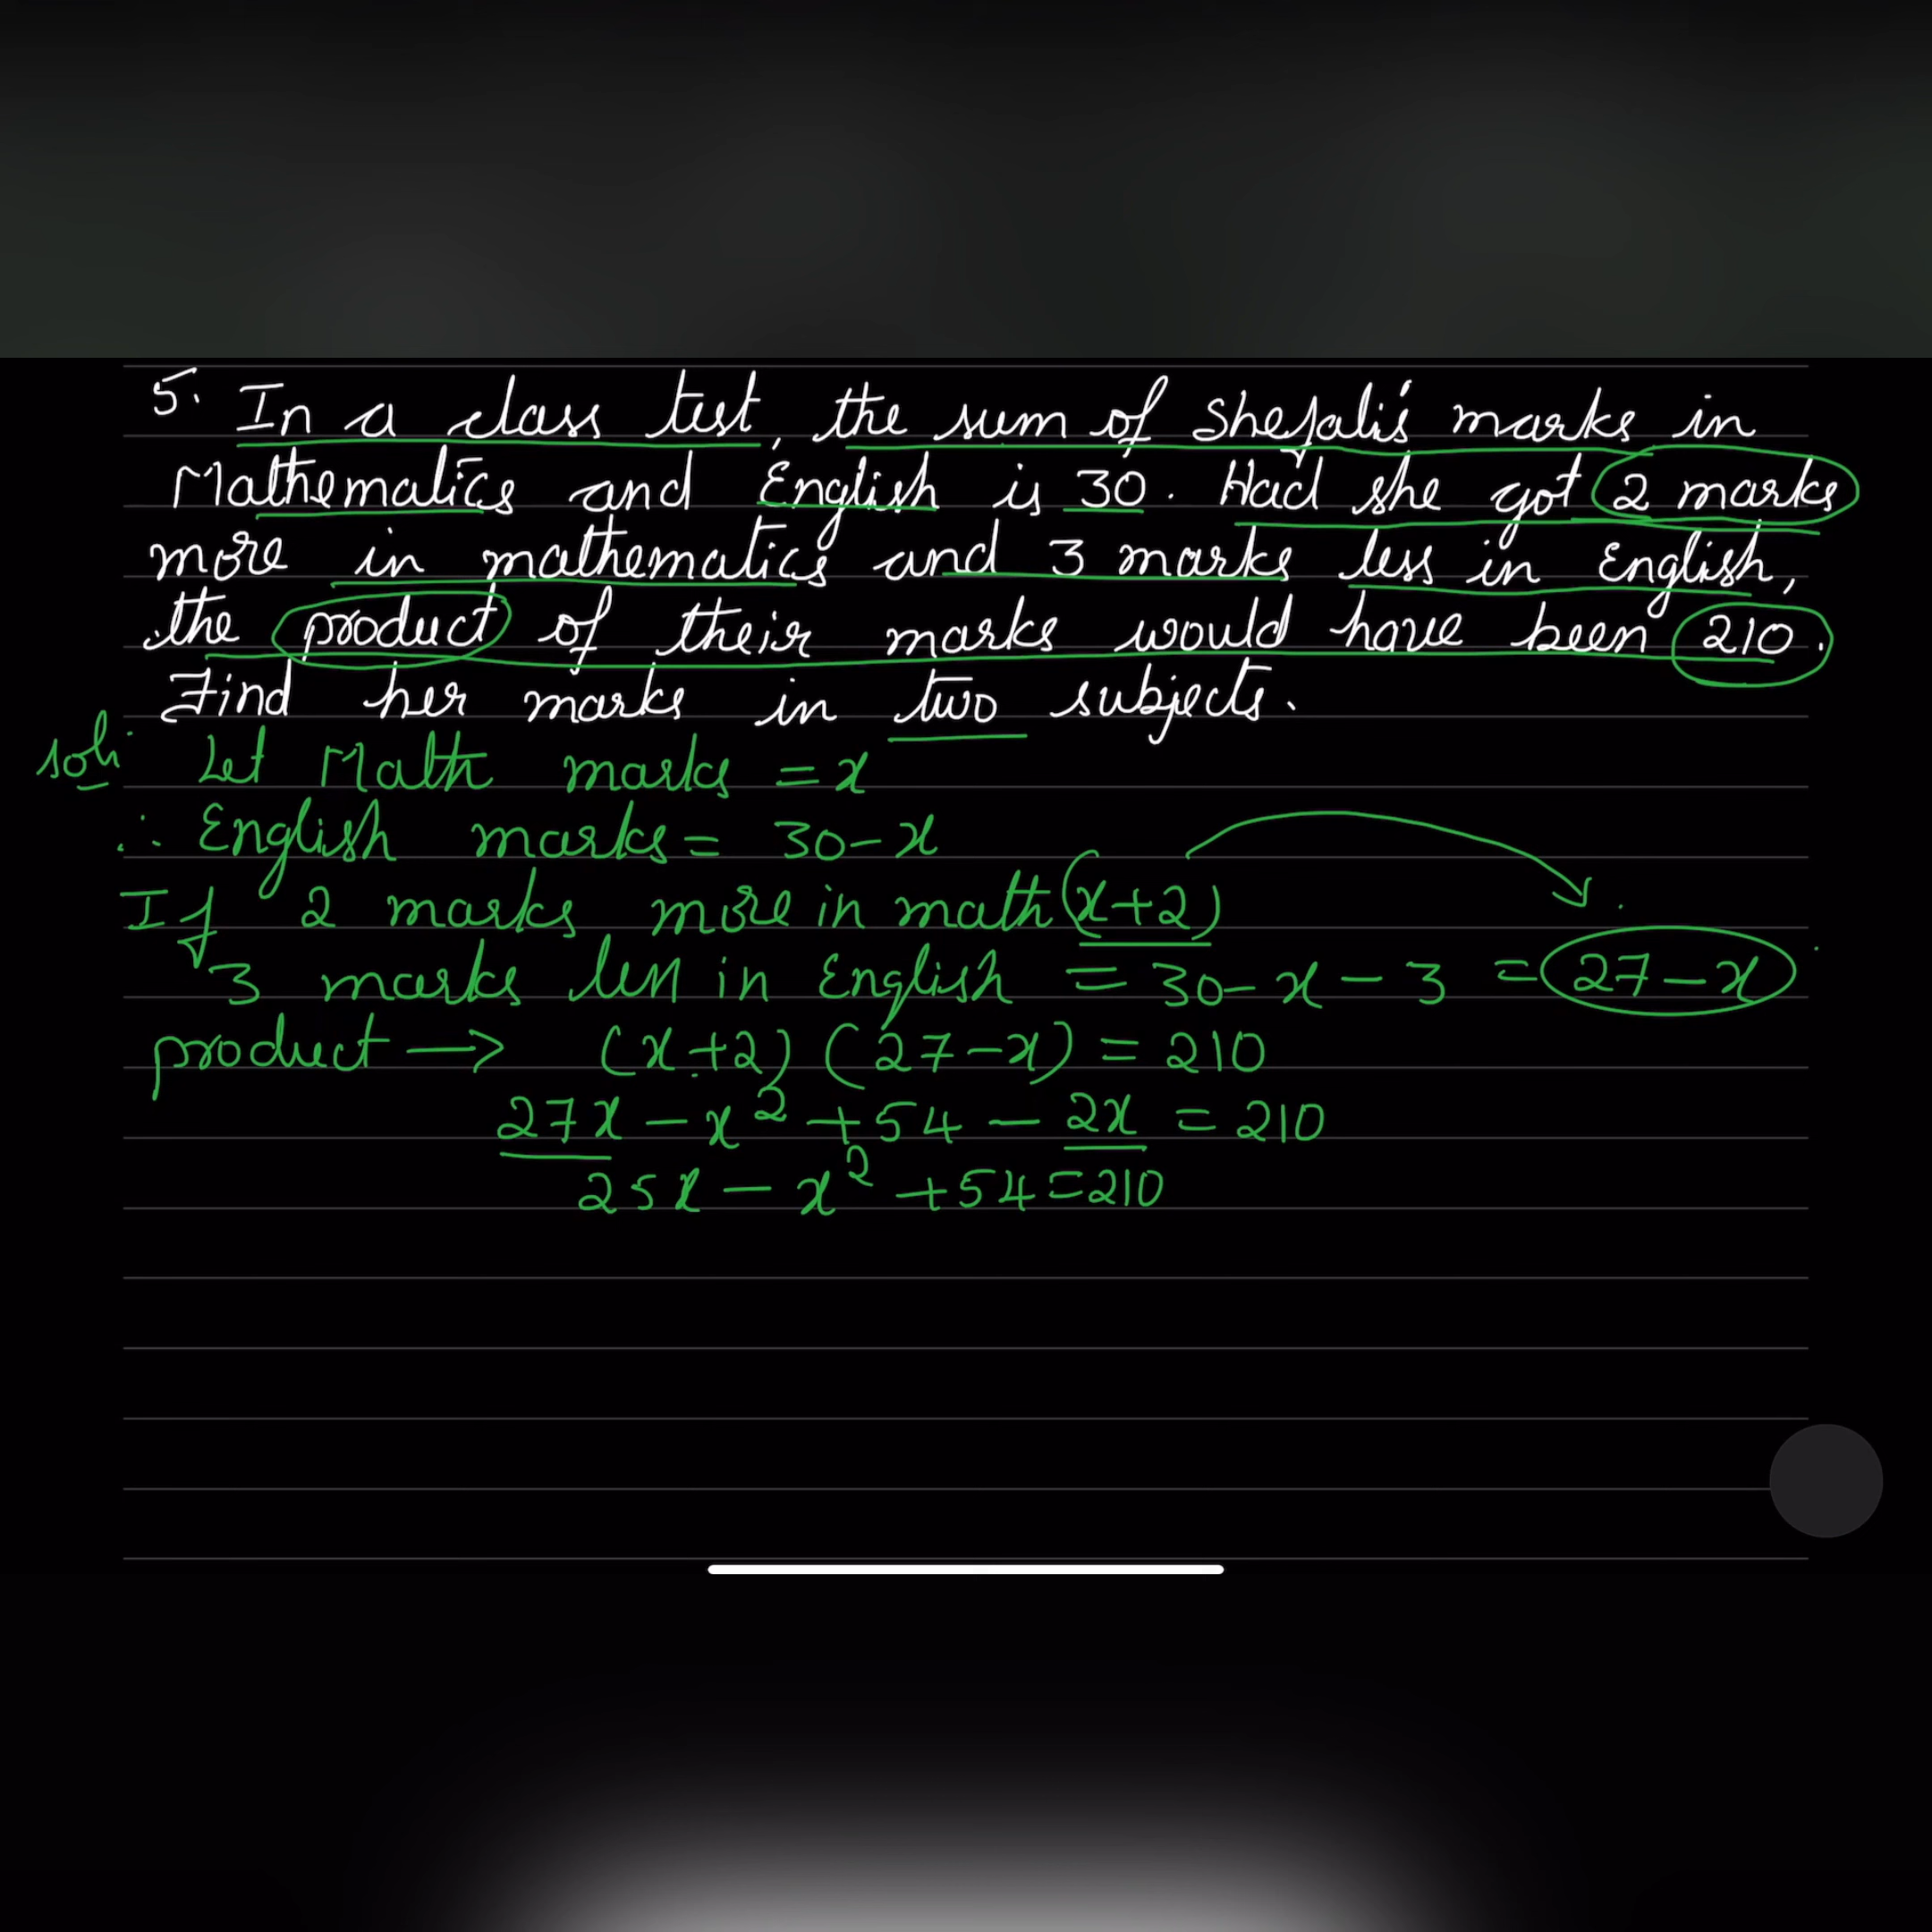 5. In a class test, the sum of Shefali's marks in
Mathematics and English is 30. Had she got 2 marks
more in mathematics and 3 marks less in English,
the product of their marks would have been 210.
Find her marks in two subjects.
soln Let Math marks = x
∴ English marks = 30 - x
If 2 marks more in math (x+2)
3 marks less in English = 30 - x - 3 = 27 - x
product → (x+2) (27-x) = 210
27x - x² + 54 - 2x = 210
25x - x² + 54 = 210